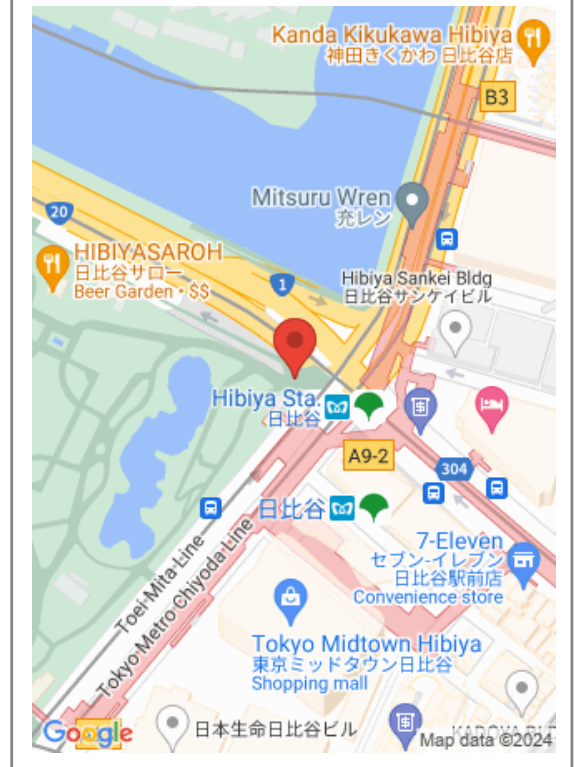 Kanda Kikukawa Hibiya
神田きくかわ 日比谷店
B3
Mitsuru Wren
充レン
20
HIBIYASAROH
日比谷サロー
Beer Garden・$$
1
Hibiya Sankei Bldg
日比谷サンケイビル
Hibiya Sta.
日比谷
A9-2
304
日比谷
7-Eleven
セブン-イレブン
日比谷駅前店
Convenience store
Toei-Mita-Line
Tokyo-Metro Chiyoda Line
Tokyo Midtown Hibiya
東京ミッドタウン日比谷
Shopping mall
Google
日本生命日比谷ビル
Map data ©2024